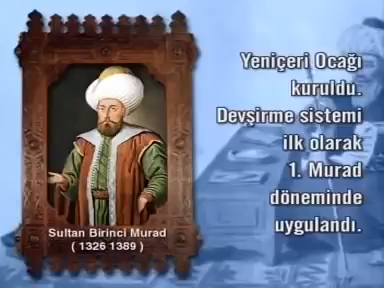 Yeniçeri Ocağı
kuruldu.
Devşirme sistemi
ilk olarak
1. Murad
döneminde
uygulandı.
Sultan Birinci Murad
( 1326 1389 )